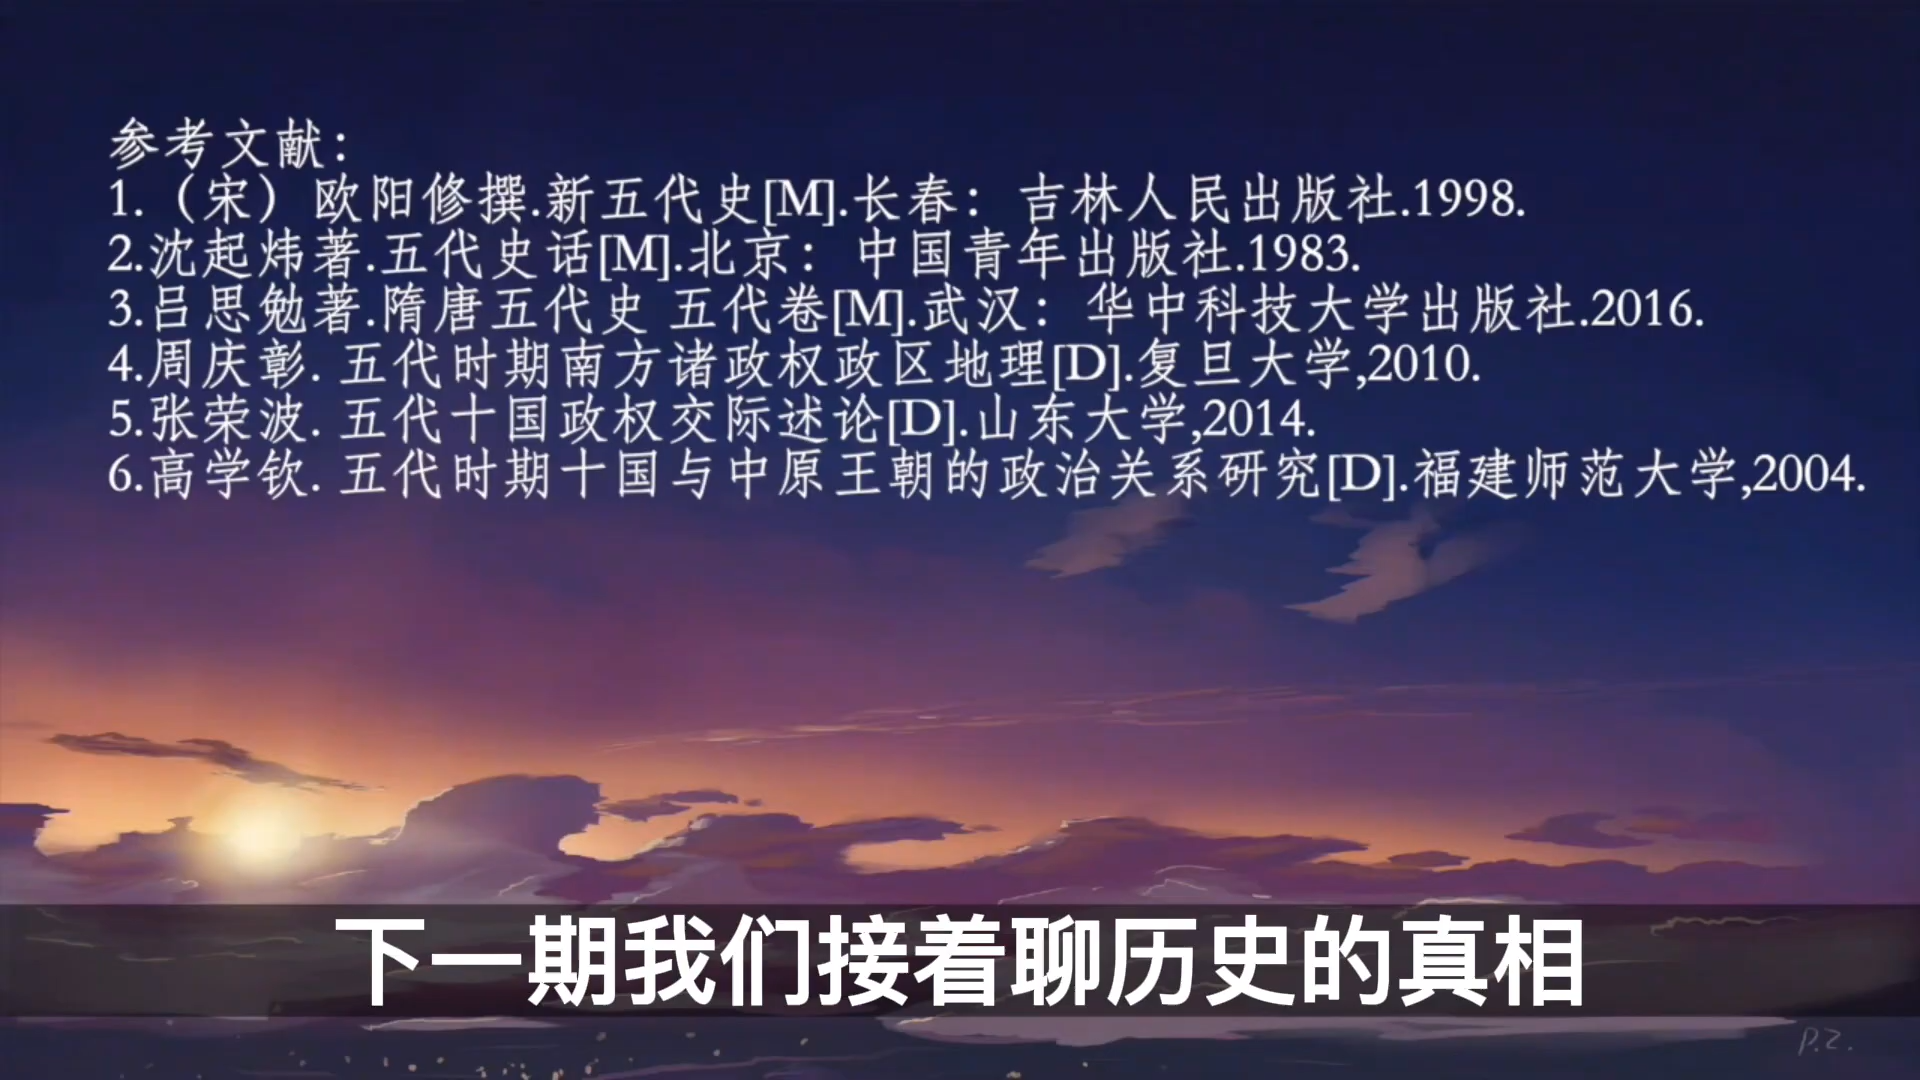 参考文献：
1.（宋）欧阳修撰.新五代史[M].长春：吉林人民出版社.1998.
2.沈起炜著.五代史话[M].北京：中国青年出版社.1983.
3.吕思勉著.隋唐五代史 五代卷[M].武汉：华中科技大学出版社.2016.
4.周庆彰. 五代时期南方诸政权政区地理[D].复旦大学,2010.
5.张荣波. 五代十国政权交际述论[D].山东大学,2014.
6.高学钦. 五代时期十国与中原王朝的政治关系研究[D].福建师范大学,2004.
下一期我们接着聊历史的真相
P.Z.